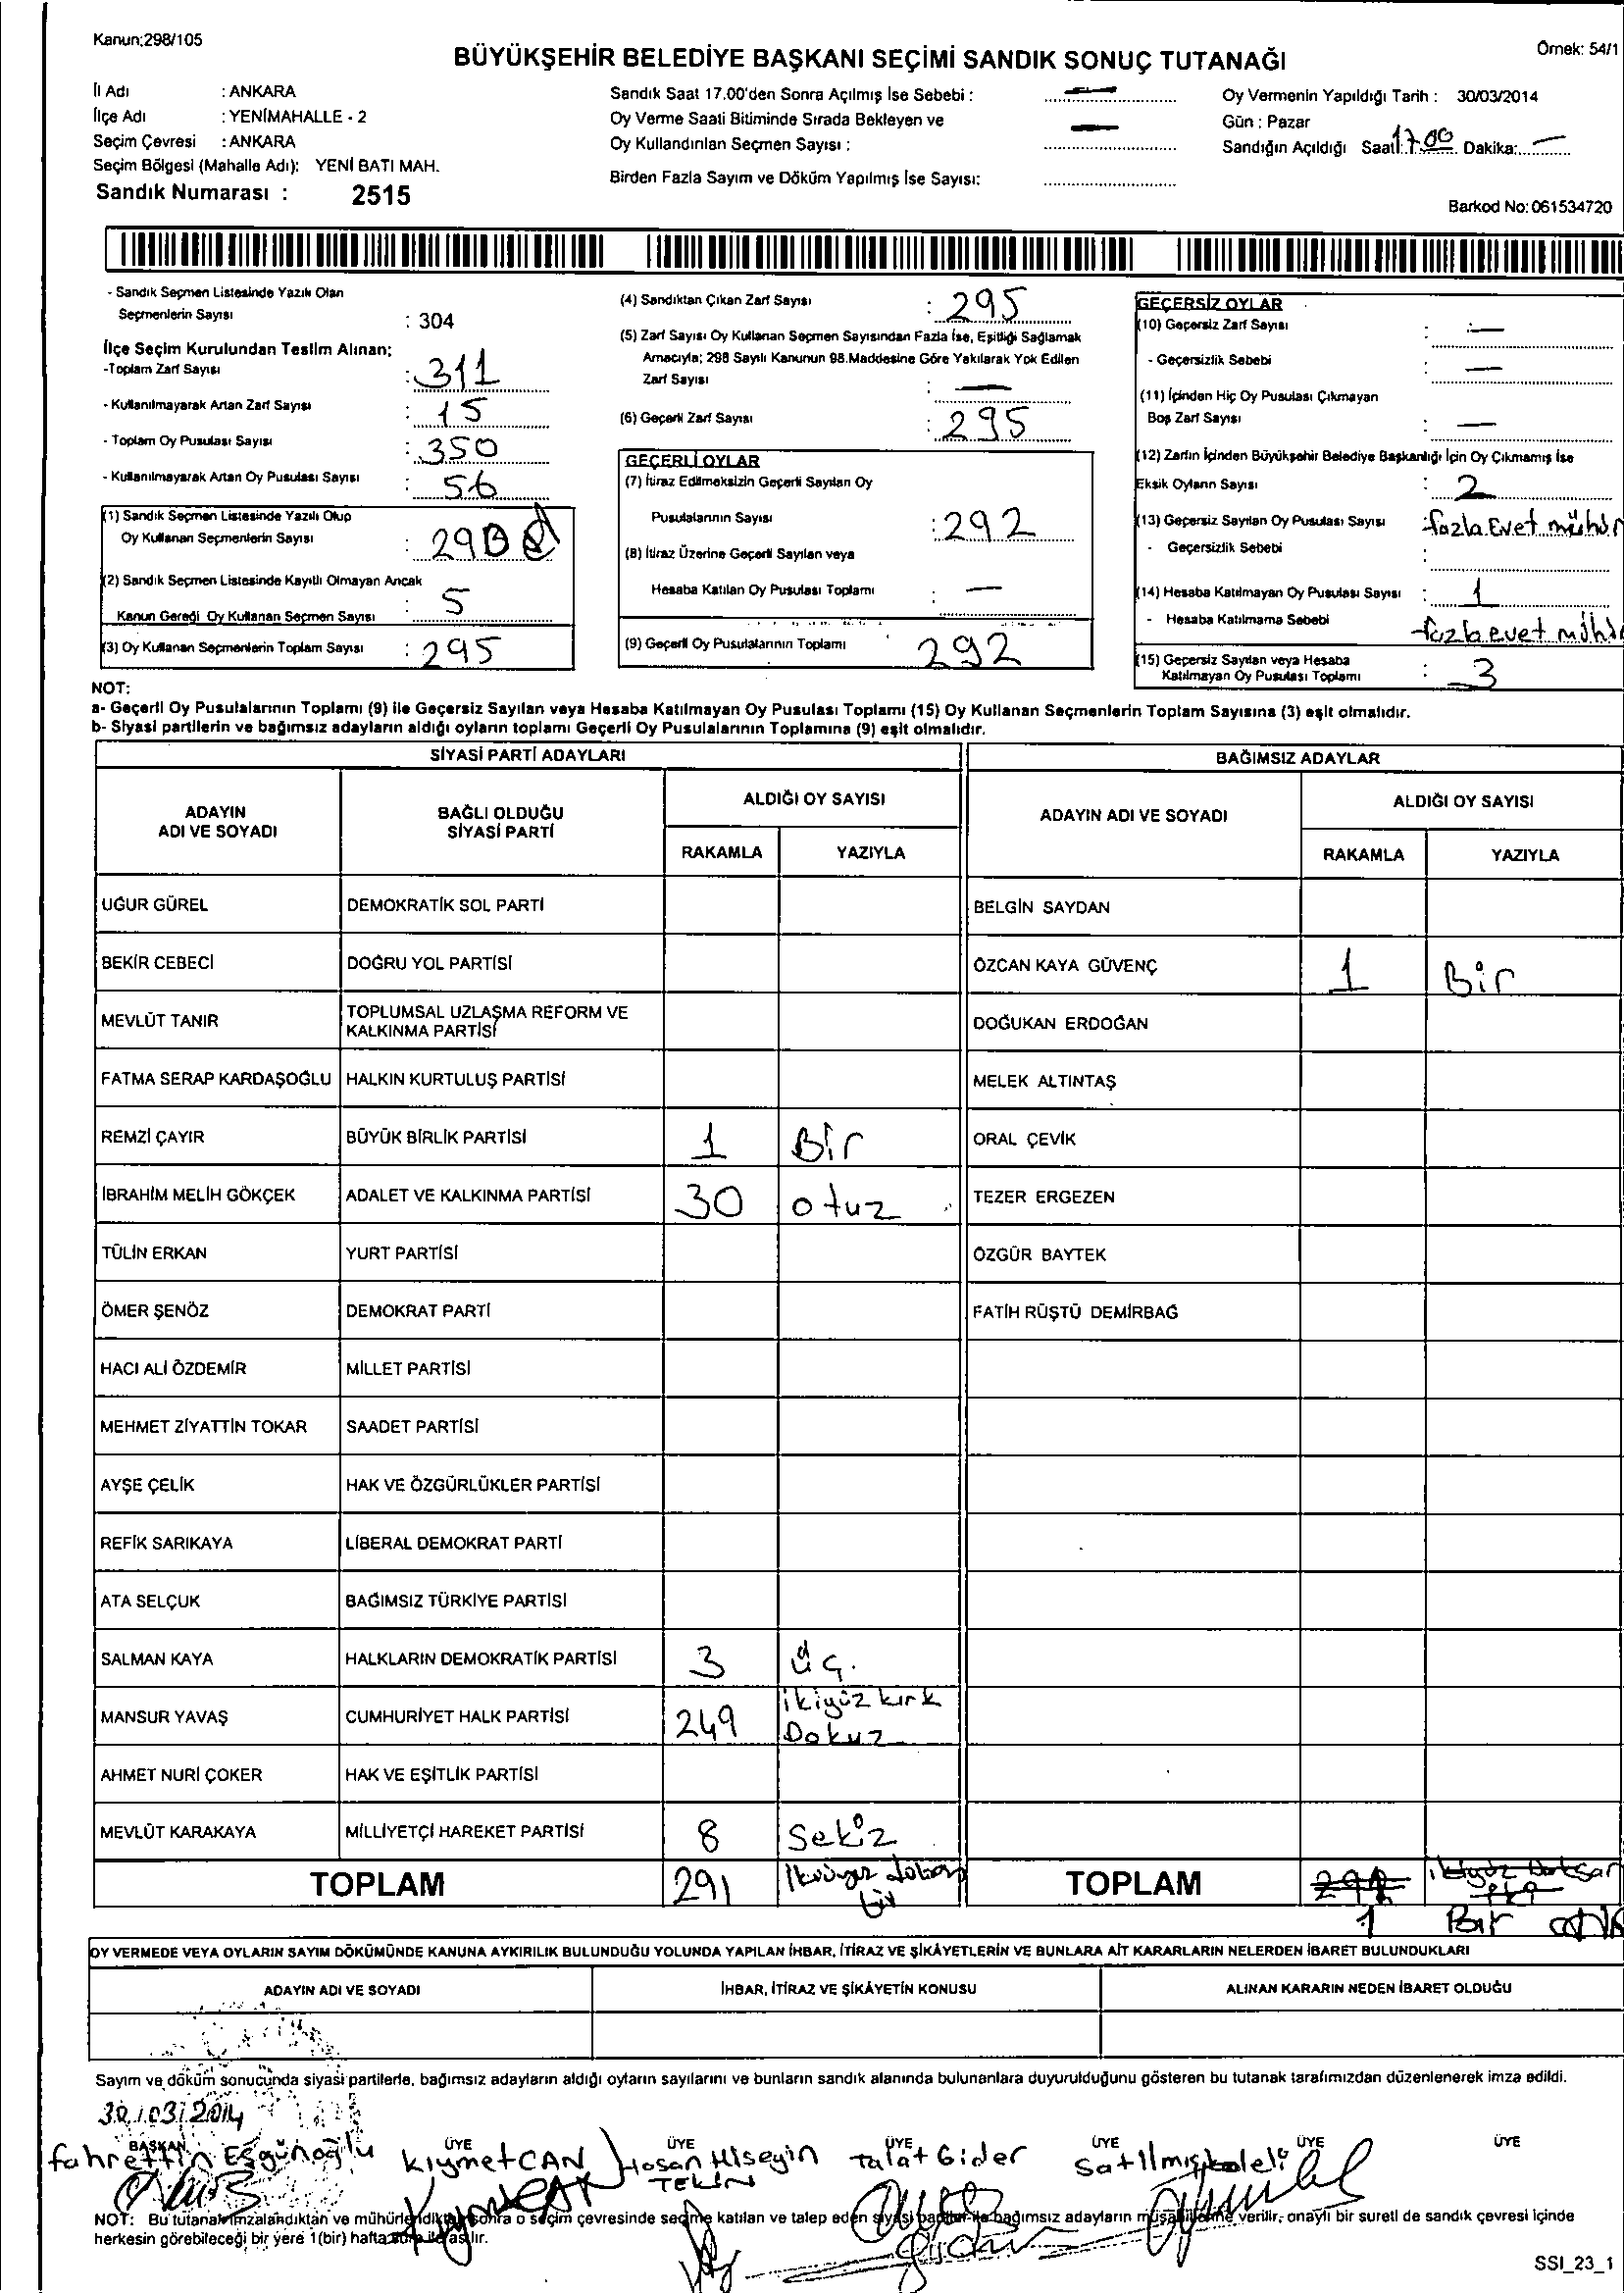 Kanun:298/105
Örnek: 54/1
BÜYÜKŞEHİR BELEDİYE BAŞKANI SEÇİMİ SANDIK SONUÇ TUTANAĞI
İl Adı : ANKARA
İlçe Adı : YENİMAHALLE - 2
Seçim Çevresi : ANKARA
Seçim Bölgesi (Mahalle Adı): YENİ BATI MAH.
Sandık Numarası : 2515
Sandık Saat 17.00'den Sonra Açılmış İse Sebebi : —
Oy Verme Saati Bitiminde Sırada Bekleyen ve
Oy Kullandırılan Seçmen Sayısı : —
Birden Fazla Sayım ve Döküm Yapılmış İse Sayısı:
Oy Vermenin Yapıldığı Tarih : 30/03/2014
Gün : Pazar
Sandığın Açıldığı Saati: 17.00 Dakika: —
Barkod No: 061534720
- Sandık Seçmen Listesinde Yazılı Olan
Seçmenlerin Sayısı : 304
İlçe Seçim Kurulundan Teslim Alınan;
-Toplam Zarf Sayısı : 311
- Kullanılmayarak Artan Zarf Sayısı : 15
- Toplam Oy Pusulası Sayısı : 350
- Kullanılmayarak Artan Oy Pusulası Sayısı : 56
(1) Sandık Seçmen Listesinde Yazılı Olup
Oy Kullanan Seçmenlerin Sayısı : 290
(2) Sandık Seçmen Listesinde Kayıtlı Olmayan Ancak
Kanun Gereği Oy Kullanan Seçmen Sayısı : 5
(3) Oy Kullanan Seçmenlerin Toplam Sayısı : 295
(4) Sandıktan Çıkan Zarf Sayısı : 295
(5) Zarf Sayısı Oy Kullanan Seçmen Sayısından Fazla İse, Eşitliği Sağlamak
Amacıyla; 298 Sayılı Kanunun 98.Maddesine Göre Yakılarak Yok Edilen
Zarf Sayısı : —
(6) Geçerli Zarf Sayısı : 295
GEÇERLİ OYLAR
(7) İtiraz Edilmeksizin Geçerli Sayılan Oy
Pusulalarının Sayısı : 292
(8) İtiraz Üzerine Geçerli Sayılan veya
Hesaba Katılan Oy Pusulası Toplamı : —
(9) Geçerli Oy Pusulalarının Toplamı 292
GEÇERSİZ OYLAR
(10) Geçersiz Zarf Sayısı : —
- Geçersizlik Sebebi —
(11) İçinden Hiç Oy Pusulası Çıkmayan
Boş Zarf Sayısı : —
(12) Zarfın İçinden Büyükşehir Belediye Başkanlığı İçin Oy Çıkmamış İse
Eksik Oyların Sayısı : 2
(13) Geçersiz Sayılan Oy Pusulası Sayısı : fazla Evet mühür
- Geçersizlik Sebebi :
(14) Hesaba Katılmayan Oy Pusulası Sayısı : 1
- Hesaba Katılmama Sebebi fazla evet mühü
(15) Geçersiz Sayılan veya Hesaba
Katılmayan Oy Pusulası Toplamı : 3
NOT:
a- Geçerli Oy Pusulalarının Toplamı (9) ile Geçersiz Sayılan veya Hesaba Katılmayan Oy Pusulası Toplamı (15) Oy Kullanan Seçmenlerin Toplam Sayısına (3) eşit olmalıdır.
b- Siyasi partilerin ve bağımsız adayların aldığı oyların toplamı Geçerli Oy Pusulalarının Toplamına (9) eşit olmalıdır.
SİYASİ PARTİ ADAYLARI
ADAYIN
ADI VE SOYADI
BAĞLI OLDUĞU
SİYASİ PARTİ
ALDIĞI OY SAYISI
RAKAMLA YAZIYLA
UĞUR GÜREL DEMOKRATİK SOL PARTİ
BEKİR CEBECİ DOĞRU YOL PARTİSİ
MEVLÜT TANIR TOPLUMSAL UZLAŞMA REFORM VE
KALKINMA PARTİSİ
FATMA SERAP KARDAŞOĞLU HALKIN KURTULUŞ PARTİSİ
REMZİ ÇAYIR BÜYÜK BİRLİK PARTİSİ 1 Bir
İBRAHİM MELİH GÖKÇEK ADALET VE KALKINMA PARTİSİ 30 otuz
TÜLİN ERKAN YURT PARTİSİ
ÖMER ŞENÖZ DEMOKRAT PARTİ
HACI ALİ ÖZDEMİR MİLLET PARTİSİ
MEHMET ZİYATTİN TOKAR SAADET PARTİSİ
AYŞE ÇELİK HAK VE ÖZGÜRLÜKLER PARTİSİ
REFİK SARIKAYA LİBERAL DEMOKRAT PARTİ
ATA SELÇUK BAĞIMSIZ TÜRKİYE PARTİSİ
SALMAN KAYA HALKLARIN DEMOKRATİK PARTİSİ 3 üç.
MANSUR YAVAŞ CUMHURİYET HALK PARTİSİ 249 ikiyüz kırk
Dokuz
AHMET NURİ ÇOKER HAK VE EŞİTLİK PARTİSİ
MEVLÜT KARAKAYA MİLLİYETÇİ HAREKET PARTİSİ 8 Sekiz
TOPLAM 291
bir
BAĞIMSIZ ADAYLAR
ADAYIN ADI VE SOYADI
ALDIĞI OY SAYISI
RAKAMLA YAZIYLA
BELGİN SAYDAN
ÖZCAN KAYA GÜVENÇ 1 Bir
DOĞUKAN ERDOĞAN
MELEK ALTINTAŞ
ORAL ÇEVİK
TEZER ERGEZEN
ÖZGÜR BAYTEK
FATİH RÜŞTÜ DEMİRBAĞ
TOPLAM 292
1 Bir
OY VERMEDE VEYA OYLARIN SAYIM DÖKÜMÜNDE KANUNA AYKIRILIK BULUNDUĞU YOLUNDA YAPILAN İHBAR, İTİRAZ VE ŞİKÂYETLERİN VE BUNLARA AİT KARARLARIN NELERDEN İBARET BULUNDUKLARI
ADAYIN ADI VE SOYADI İHBAR, İTİRAZ VE ŞİKÂYETİN KONUSU ALINAN KARARIN NEDEN İBARET OLDUĞU
Sayım ve döküm sonucunda siyasi partilerle, bağımsız adayların aldığı oyların sayılarını ve bunların sandık alanında bulunanlara duyurulduğunu gösteren bu tutanak tarafımızdan düzenlenerek imza edildi.
30/03/2014
BAŞKAN ÜYE ÜYE ÜYE ÜYE ÜYE ÜYE
fahrettin Eşgünoğlu Kıymet CAN Hasan Hüseyin Talat Gider Satılmış
TEKİN
NOT: Bu tutanak imzalandıktan ve mühürlendikten sonra o seçim çevresinde seçime katılan ve talep eden siyasi partiler ile bağımsız adayların müşahitlerine verilir, onaylı bir sureti de sandık çevresi içinde
herkesin görebileceği bir yere 1(bir) hafta süre ile asılır.
SSI_23_1